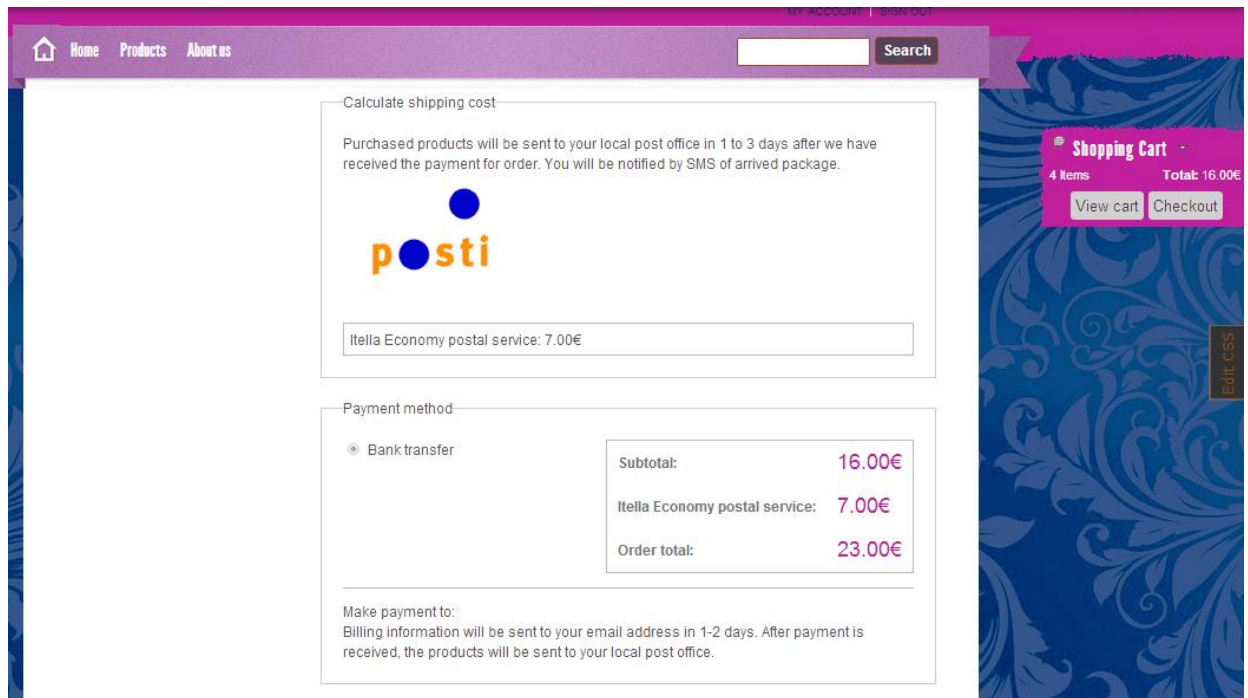 MY ACCOUNT | SIGN OUT
Home Products About us
Search
Calculate shipping cost
Purchased products will be sent to your local post office in 1 to 3 days after we have
received the payment for order. You will be notified by SMS of arrived package.
posti
Itella Economy postal service: 7.00€
Payment method
Bank transfer
Subtotal: 16.00€
Itella Economy postal service: 7.00€
Order total: 23.00€
Make payment to:
Billing information will be sent to your email address in 1-2 days. After payment is
received, the products will be sent to your local post office.
Shopping Cart -
4 Items Total: 16.00€
View cart Checkout
Edit CSS